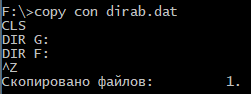 F:\>copy con dirab.dat
CLS
DIR G:
DIR F:
^Z
Скопировано файлов:         1.